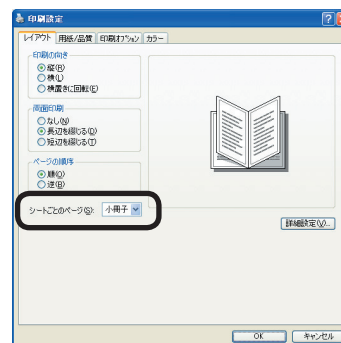 印刷設定
レイアウト 用紙/品質 印刷オプション カラー
印刷の向き
縦(R)
横(L)
横置きに回転(E)
両面印刷
なし(N)
長辺を綴じる(D)
短辺を綴じる(T)
ページの順序
順(O)
逆(B)
シートごとのページ(S): 小冊子
詳細設定(V)...
OK キャンセル